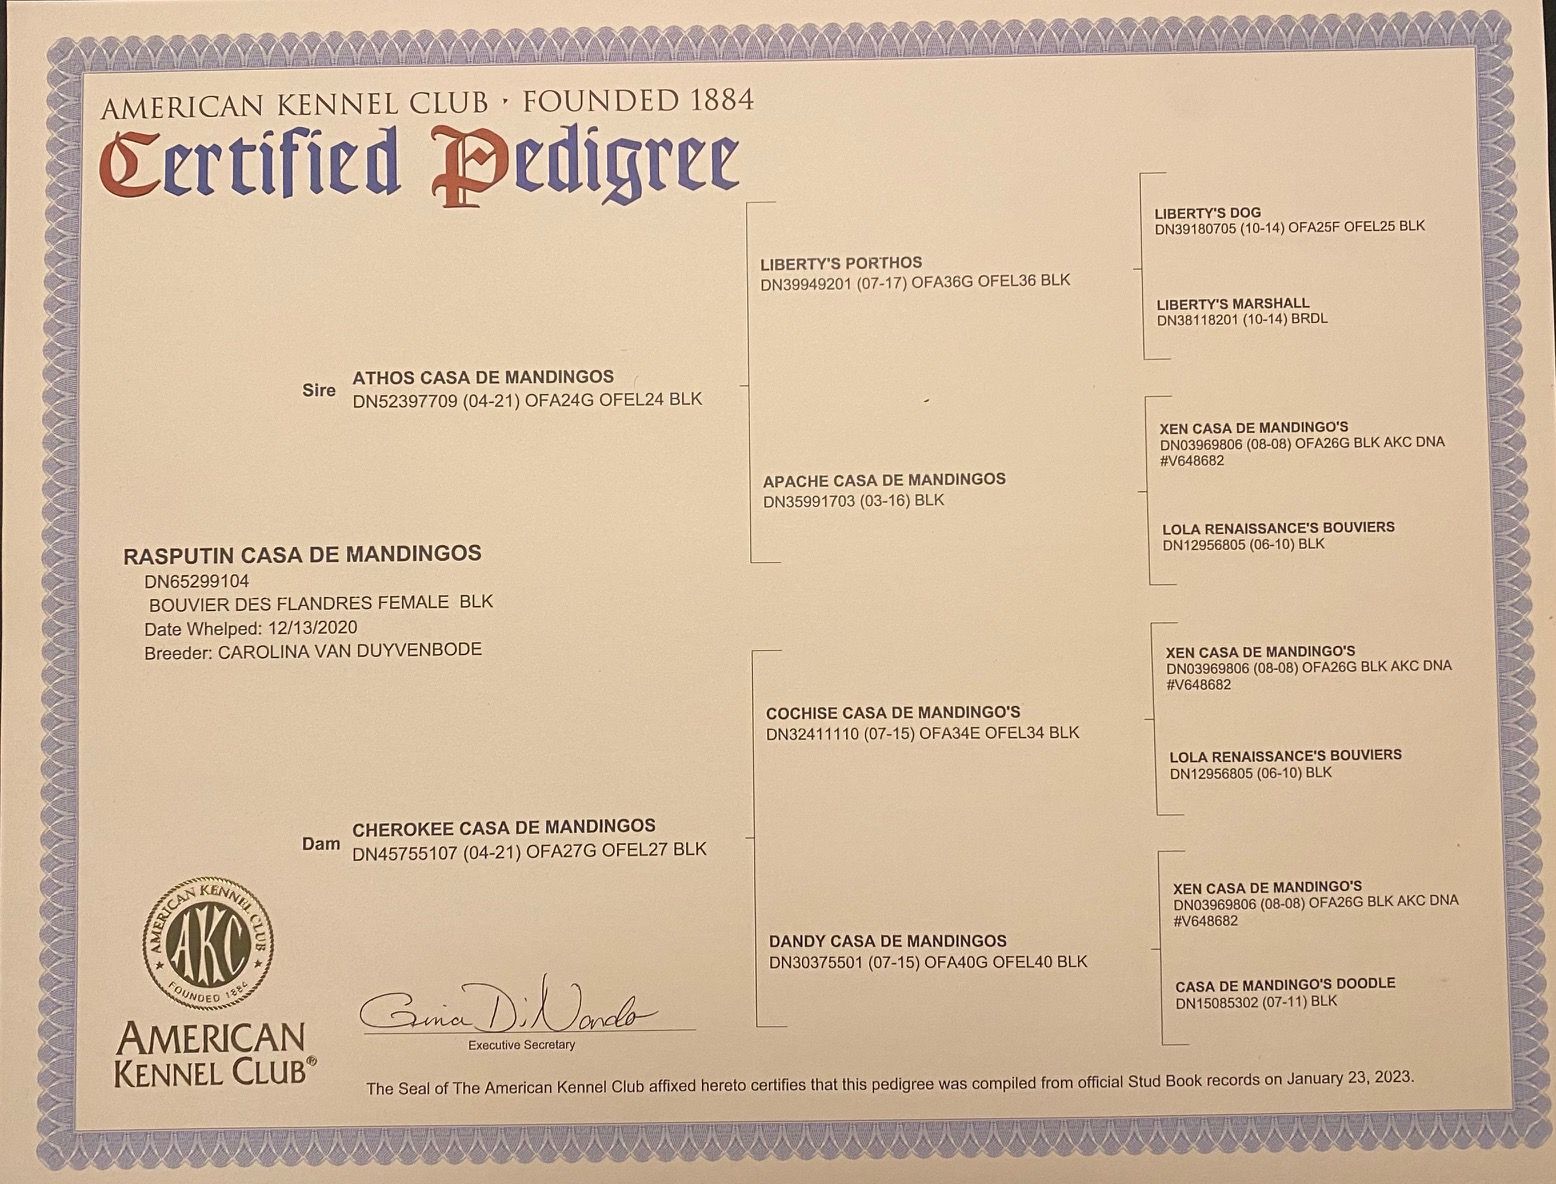 AMERICAN KENNEL CLUB · FOUNDED 1884
Certified Pedigree
LIBERTY'S DOG
DN39180705 (10-14) OFA25F OFEL25 BLK
LIBERTY'S PORTHOS
DN39949201 (07-17) OFA36G OFEL36 BLK
LIBERTY'S MARSHALL
DN38118201 (10-14) BRDL
Sire
ATHOS CASA DE MANDINGOS
DN52397709 (04-21) OFA24G OFEL24 BLK
XEN CASA DE MANDINGO'S
DN03969806 (08-08) OFA26G BLK AKC DNA
#V648682
APACHE CASA DE MANDINGOS
DN35991703 (03-16) BLK
LOLA RENAISSANCE'S BOUVIERS
DN12956805 (06-10) BLK
RASPUTIN CASA DE MANDINGOS
DN65299104
BOUVIER DES FLANDRES FEMALE BLK
Date Whelped: 12/13/2020
Breeder: CAROLINA VAN DUYVENBODE
XEN CASA DE MANDINGO'S
DN03969806 (08-08) OFA26G BLK AKC DNA
#V648682
COCHISE CASA DE MANDINGO'S
DN32411110 (07-15) OFA34E OFEL34 BLK
LOLA RENAISSANCE'S BOUVIERS
DN12956805 (06-10) BLK
Dam
CHEROKEE CASA DE MANDINGOS
DN45755107 (04-21) OFA27G OFEL27 BLK
XEN CASA DE MANDINGO'S
DN03969806 (08-08) OFA26G BLK AKC DNA
#V648682
DANDY CASA DE MANDINGOS
DN30375501 (07-15) OFA40G OFEL40 BLK
CASA DE MANDINGO'S DOODLE
DN15085302 (07-11) BLK
AMERICAN KENNEL CLUB
AKC
FOUNDED 1884
AMERICAN
KENNEL CLUB®
Gina DiNardo
Executive Secretary
The Seal of The American Kennel Club affixed hereto certifies that this pedigree was compiled from official Stud Book records on January 23, 2023.